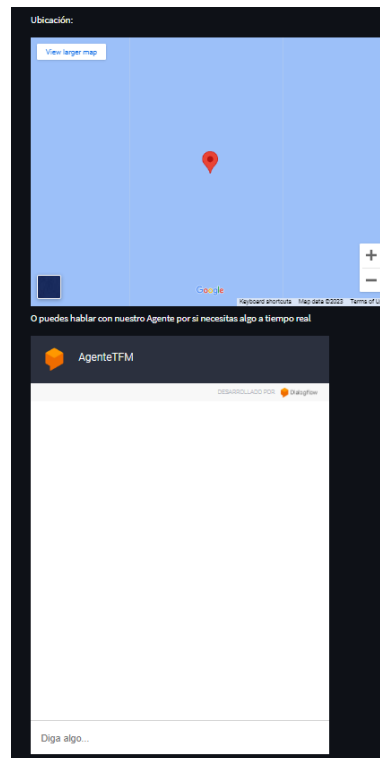 Ubicación:
View larger map
Google
Keyboard shortcuts Map data ©2023 Terms of U
O puedes hablar con nuestro Agente por si necesitas algo a tiempo real
AgenteTFM
DESARROLLADO POR Dialogflow
Diga algo...